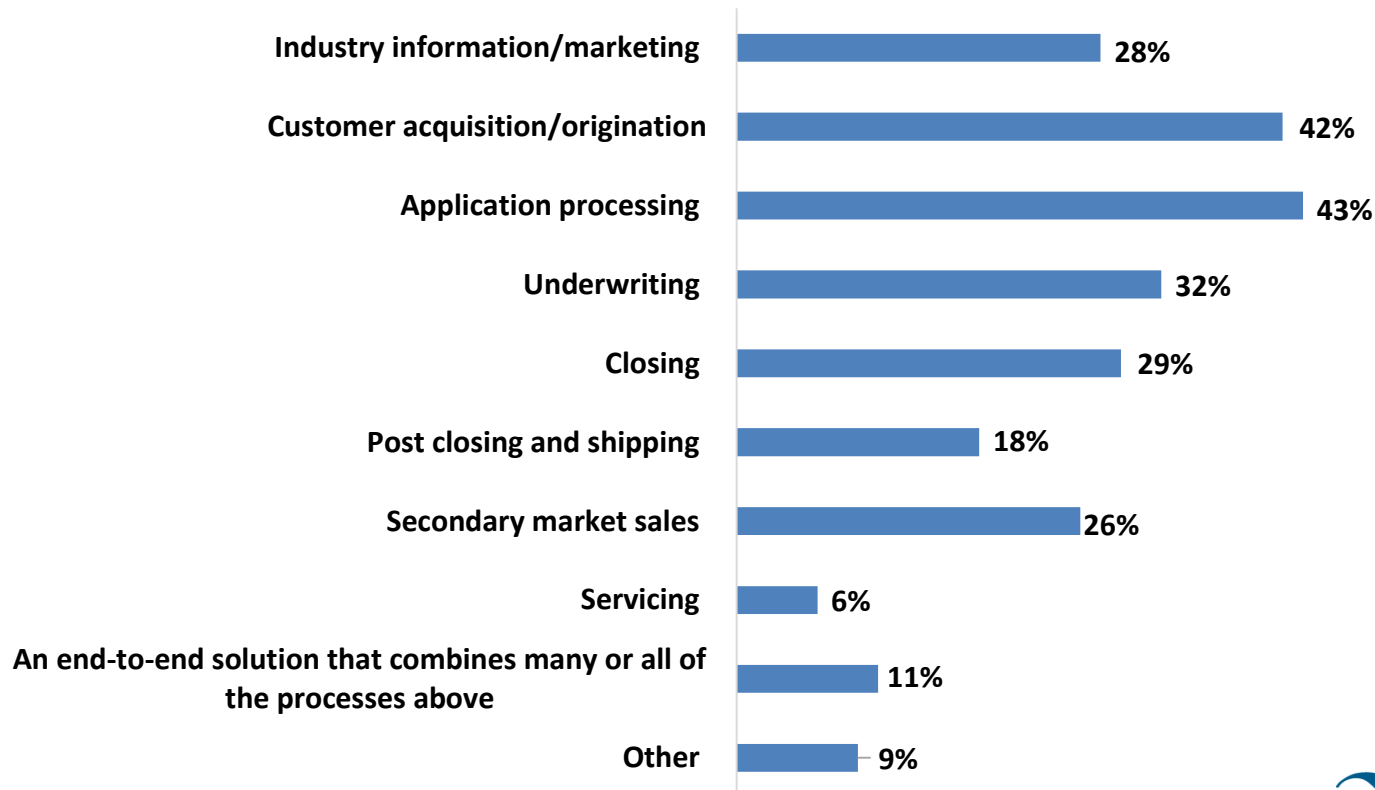 Industry information/marketing 28%
Customer acquisition/origination 42%
Application processing 43%
Underwriting 32%
Closing 29%
Post closing and shipping 18%
Secondary market sales 26%
Servicing 6%
An end-to-end solution that combines many or all of
the processes above 11%
Other 9%